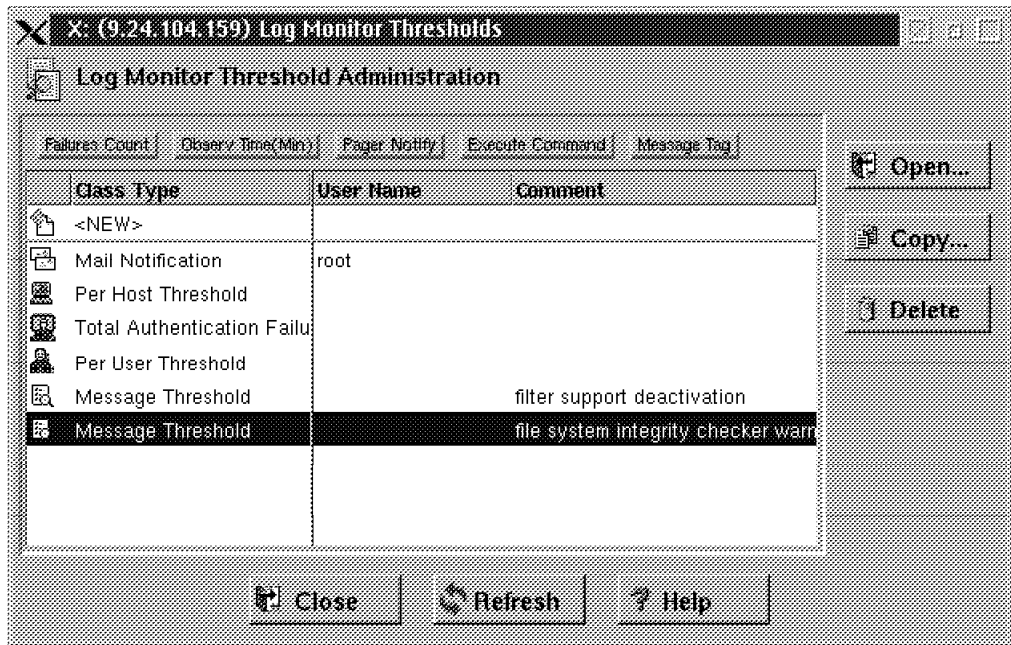 X: (9.24.104.159) Log Monitor Thresholds
Log Monitor Threshold Administration
Failures Count Observ Time(Min) Pager Notify Execute Command Message Tag
Open...
Class Type User Name Comment
<NEW>
Copy...
Mail Notification root
Per Host Threshold
Delete
Total Authentication Failu
Per User Threshold
Message Threshold filter support deactivation
Message Threshold file system integrity checker warn
Close Refresh Help